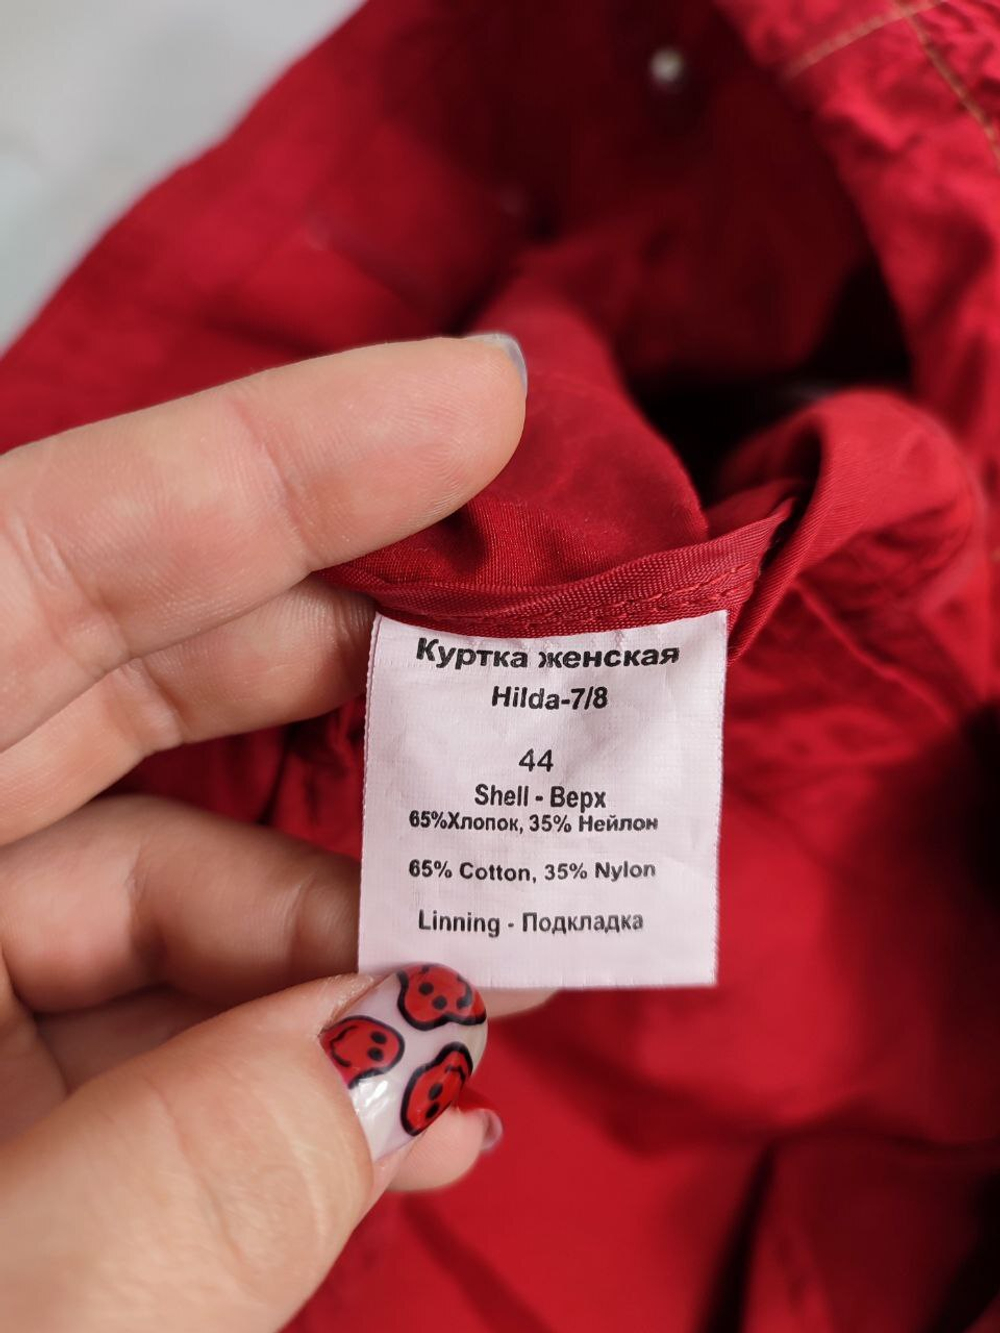 Куртка женская
Hilda-7/8
44
Shell - Верх
65%Хлопок, 35% Нейлон
65% Cotton, 35% Nylon
Linning - Подкладка